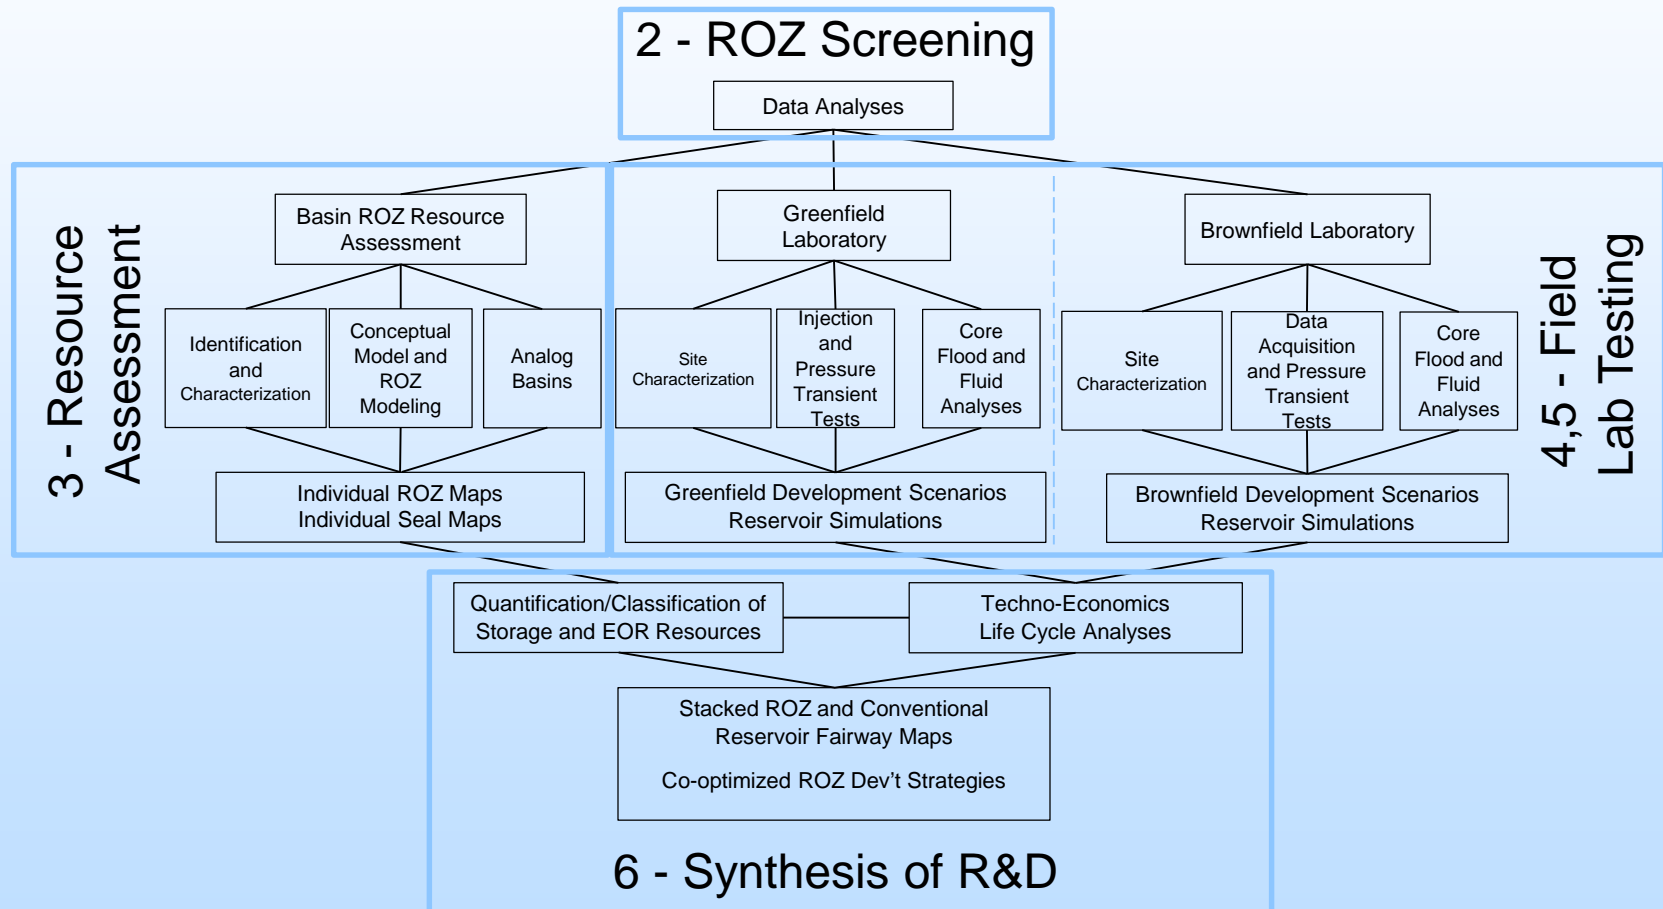 2 - ROZ Screening
Data Analyses
3 - Resource
Assessment
Basin ROZ Resource
Assessment
Identification
and
Characterization
Conceptual
Model and
ROZ
Modeling
Analog
Basins
Individual ROZ Maps
Individual Seal Maps
Greenfield
Laboratory
Site
Characterization
Injection
and
Pressure
Transient
Tests
Core
Flood and
Fluid
Analyses
Greenfield Development Scenarios
Reservoir Simulations
Brownfield Laboratory
Site
Characterization
Data
Acquisition
and Pressure
Transient
Tests
Core
Flood and
Fluid
Analyses
Brownfield Development Scenarios
Reservoir Simulations
4,5 - Field
Lab Testing
Quantification/Classification of
Storage and EOR Resources
Techno-Economics
Life Cycle Analyses
Stacked ROZ and Conventional
Reservoir Fairway Maps
Co-optimized ROZ Dev't Strategies
6 - Synthesis of R&D